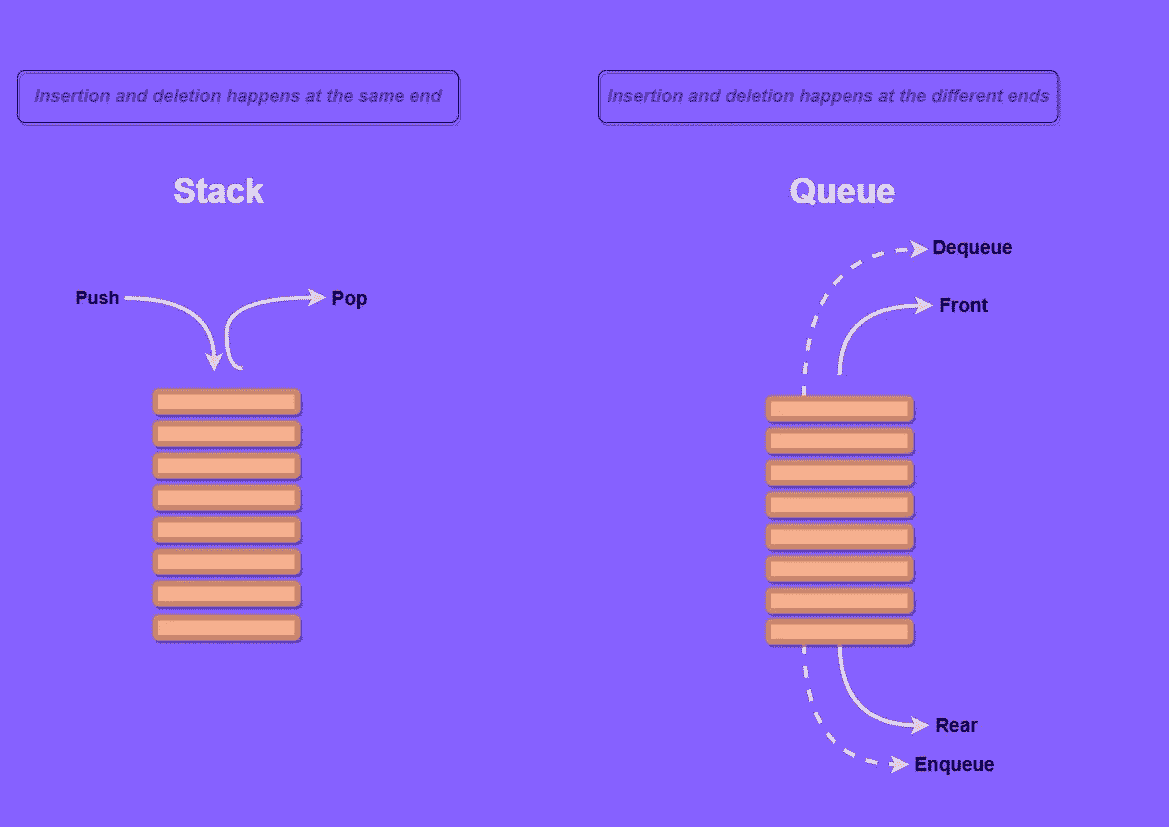 Insertion and deletion happens at the same end
Stack
Push
Pop
Insertion and deletion happens at the different ends
Queue
Dequeue
Front
Rear
Enqueue